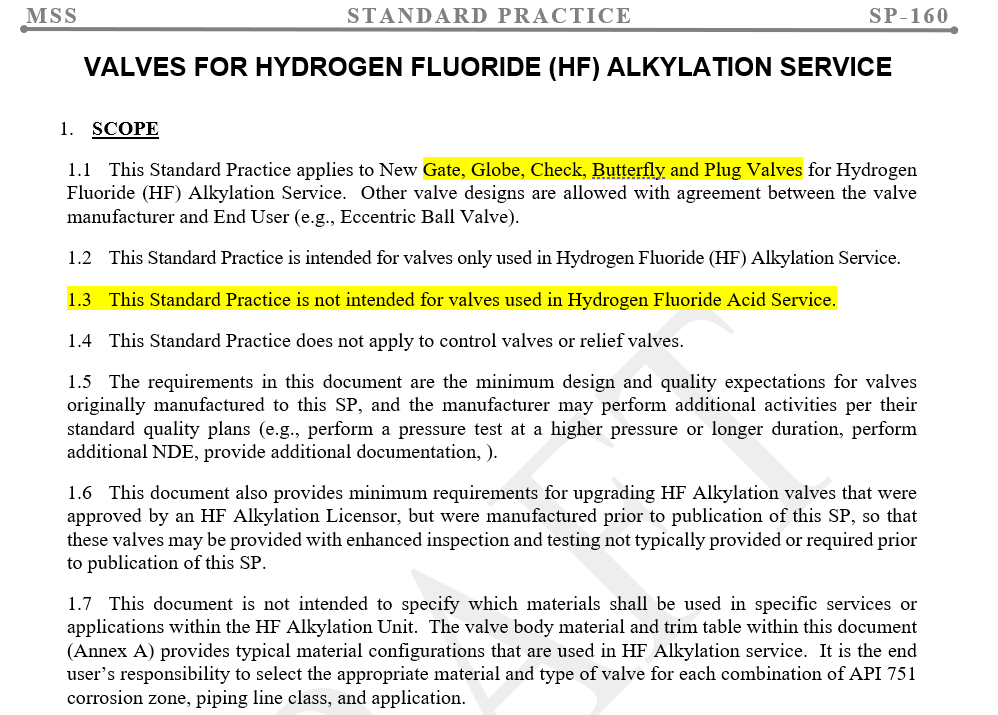 MSS STANDARD PRACTICE SP-160
VALVES FOR HYDROGEN FLUORIDE (HF) ALKYLATION SERVICE
1. SCOPE
1.1 This Standard Practice applies to New Gate, Globe, Check, Butterfly and Plug Valves for Hydrogen
Fluoride (HF) Alkylation Service. Other valve designs are allowed with agreement between the valve
manufacturer and End User (e.g., Eccentric Ball Valve).
1.2 This Standard Practice is intended for valves only used in Hydrogen Fluoride (HF) Alkylation Service.
1.3 This Standard Practice is not intended for valves used in Hydrogen Fluoride Acid Service.
1.4 This Standard Practice does not apply to control valves or relief valves.
1.5 The requirements in this document are the minimum design and quality expectations for valves
originally manufactured to this SP, and the manufacturer may perform additional activities per their
standard quality plans (e.g., perform a pressure test at a higher pressure or longer duration, perform
additional NDE, provide additional documentation, ).
1.6 This document also provides minimum requirements for upgrading HF Alkylation valves that were
approved by an HF Alkylation Licensor, but were manufactured prior to publication of this SP, so that
these valves may be provided with enhanced inspection and testing not typically provided or required prior
to publication of this SP.
1.7 This document is not intended to specify which materials shall be used in specific services or
applications within the HF Alkylation Unit. The valve body material and trim table within this document
(Annex A) provides typical material configurations that are used in HF Alkylation service. It is the end
user's responsibility to select the appropriate material and type of valve for each combination of API 751
corrosion zone, piping line class, and application.